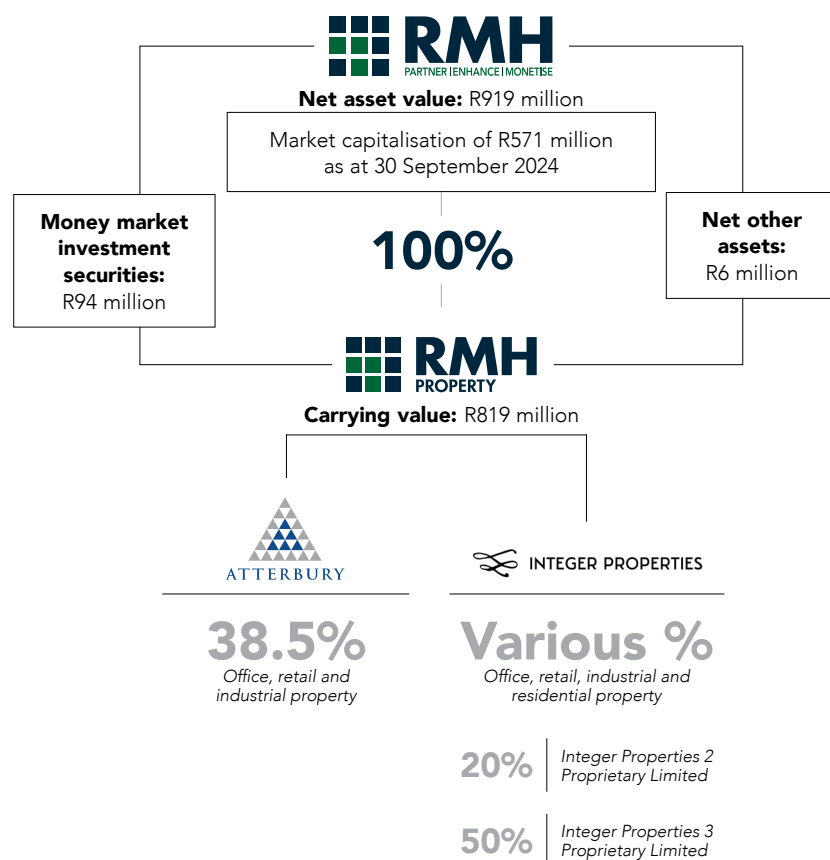 RMH
PARTNER|ENHANCE|MONETISE
Net asset value: R919 million
Market capitalisation of R571 million
as at 30 September 2024
Money market
investment
securities:
R94 million
100%
Net other
assets:
R6 million
RMH
PROPERTY
Carrying value: R819 million
ATTERBURY
38.5%
Office, retail and
industrial property
INTEGER PROPERTIES
Various %
Office, retail, industrial and
residential property
20%
Integer Properties 2
Proprietary Limited
50%
Integer Properties 3
Proprietary Limited